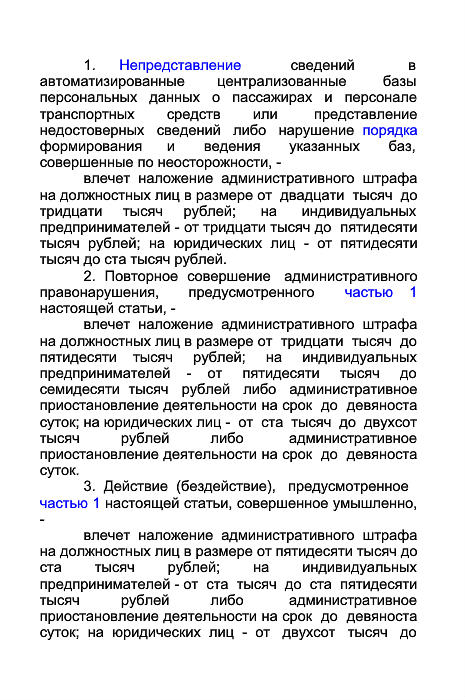 1. Непредставление сведений в
автоматизированные централизованные базы
персональных данных о пассажирах и персонале
транспортных средств или представление
недостоверных сведений либо нарушение порядка
формирования и ведения указанных баз,
совершенные по неосторожности, -
влечет наложение административного штрафа
на должностных лиц в размере от двадцати тысяч до
тридцати тысяч рублей; на индивидуальных
предпринимателей - от тридцати тысяч до пятидесяти
тысяч рублей; на юридических лиц - от пятидесяти
тысяч до ста тысяч рублей.
2. Повторное совершение административного
правонарушения, предусмотренного частью 1
настоящей статьи, -
влечет наложение административного штрафа
на должностных лиц в размере от тридцати тысяч до
пятидесяти тысяч рублей; на индивидуальных
предпринимателей - от пятидесяти тысяч до
семидесяти тысяч рублей либо административное
приостановление деятельности на срок до девяноста
суток; на юридических лиц - от ста тысяч до двухсот
тысяч рублей либо административное
приостановление деятельности на срок до девяноста
суток.
3. Действие (бездействие), предусмотренное
частью 1 настоящей статьи, совершенное умышленно,
-
влечет наложение административного штрафа
на должностных лиц в размере от пятидесяти тысяч до
ста тысяч рублей; на индивидуальных
предпринимателей - от ста тысяч до ста пятидесяти
тысяч рублей либо административное
приостановление деятельности на срок до девяноста
суток; на юридических лиц - от двухсот тысяч до